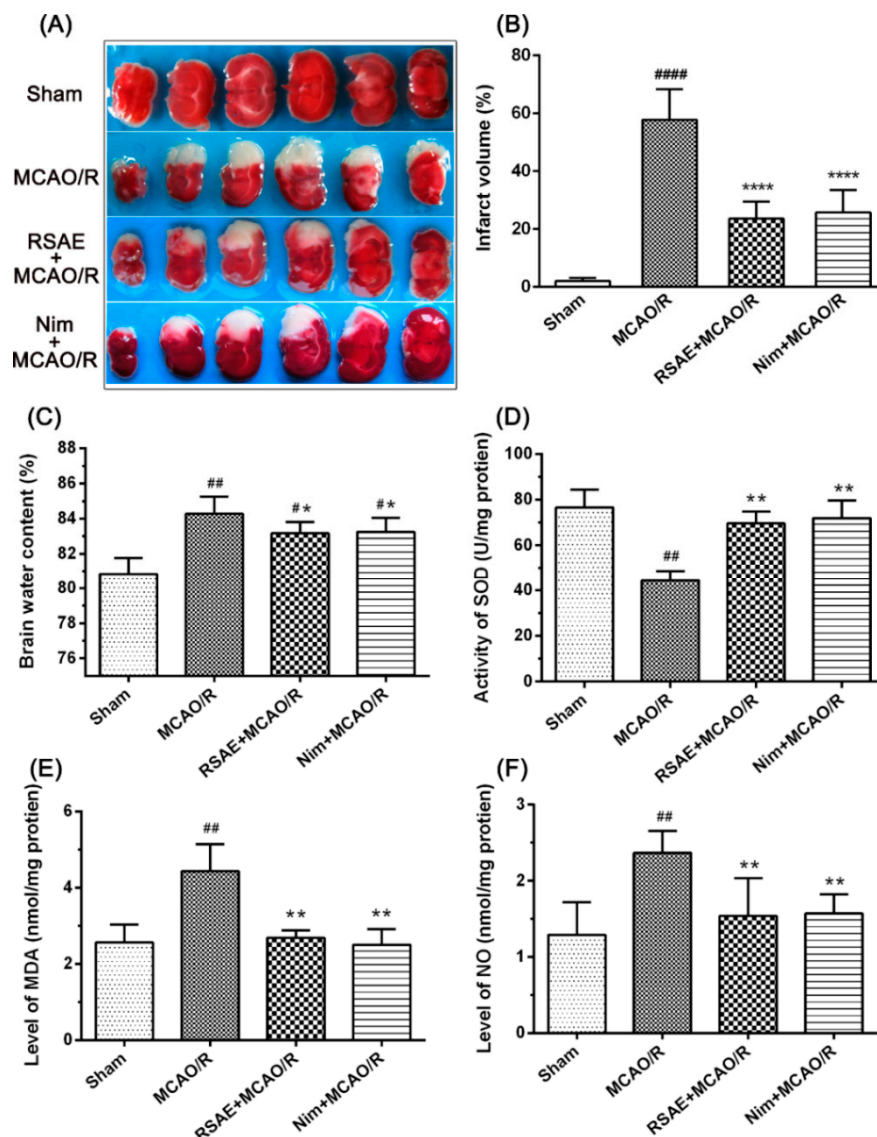 (A)
Sham
MCAO/R
RSAE
+
MCAO/R
Nim
+
MCAO/R
(B)
Infarct volume (%)
80
60
40
20
0
####
****
****
Sham
MCAO/R
RSAE+MCAO/R
Nim+MCAO/R
(C)
Brain water content (%)
88
86
84
82
80
78
76
##
#*
#*
Sham
MCAO/R
RSAE+MCAO/R
Nim+MCAO/R
(D)
Activity of SOD (U/mg protien)
100
80
60
40
20
0
##
**
**
Sham
MCAO/R
RSAE+MCAO/R
Nim+MCAO/R
(E)
Level of MDA (nmol/mg protien)
6
4
2
0
##
**
**
Sham
MCAO/R
RSAE+MCAO/R
Nim+MCAO/R
(F)
Level of NO (nmol/mg protien)
3
2
1
0
##
**
**
Sham
MCAO/R
RSAE+MCAO/R
Nim+MCAO/R